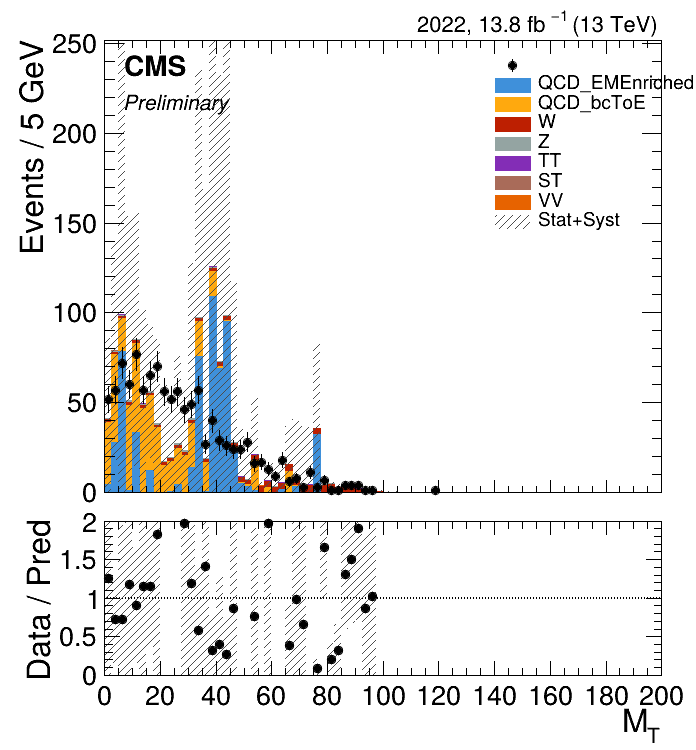 2022, 13.8 fb⁻¹ (13 TeV)
CMS
Preliminary
QCD_EMEnriched
QCD_bcToE
W
Z
TT
ST
VV
Stat+Syst
Events / 5 GeV
250
200
150
100
50
0
Data / Pred
2
1.5
1
0.5
0
0 20 40 60 80 100 120 140 160 180 200
M_T